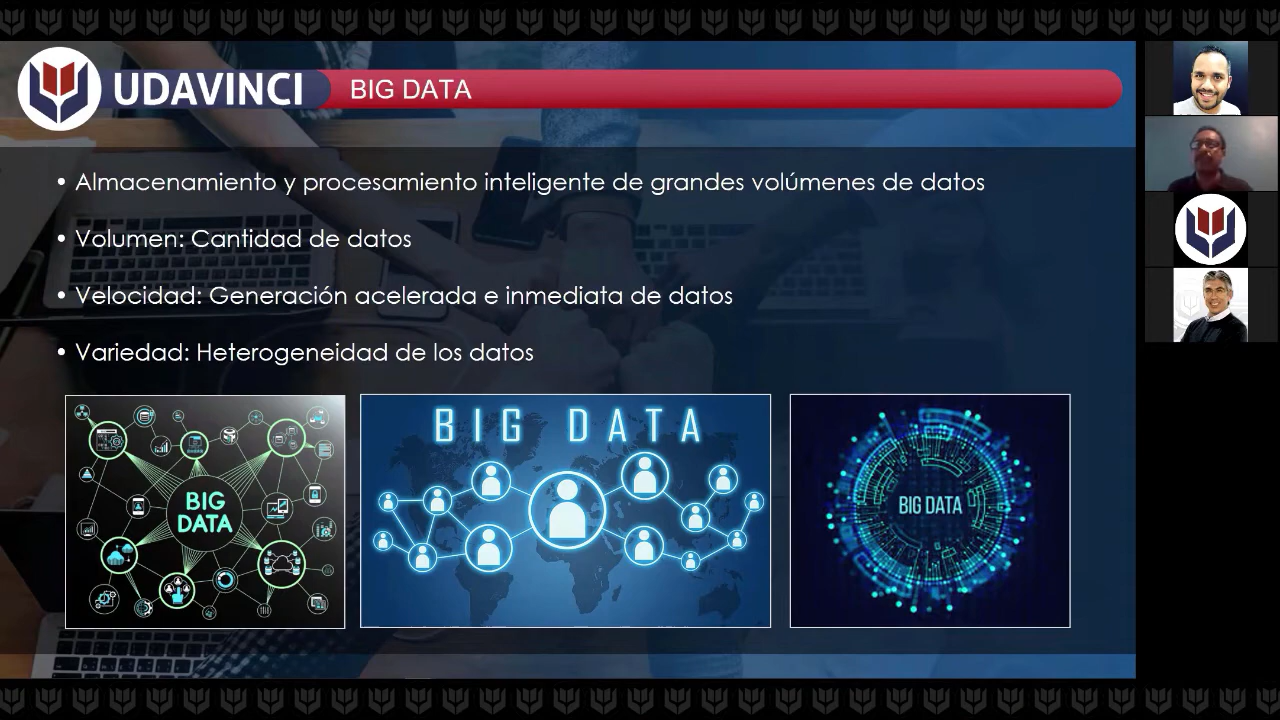 UDAVINCI
BIG DATA
• Almacenamiento y procesamiento inteligente de grandes volúmenes de datos
• Volumen: Cantidad de datos
• Velocidad: Generación acelerada e inmediata de datos
• Variedad: Heterogeneidad de los datos
BIG
DATA
BIG DATA
BIG DATA